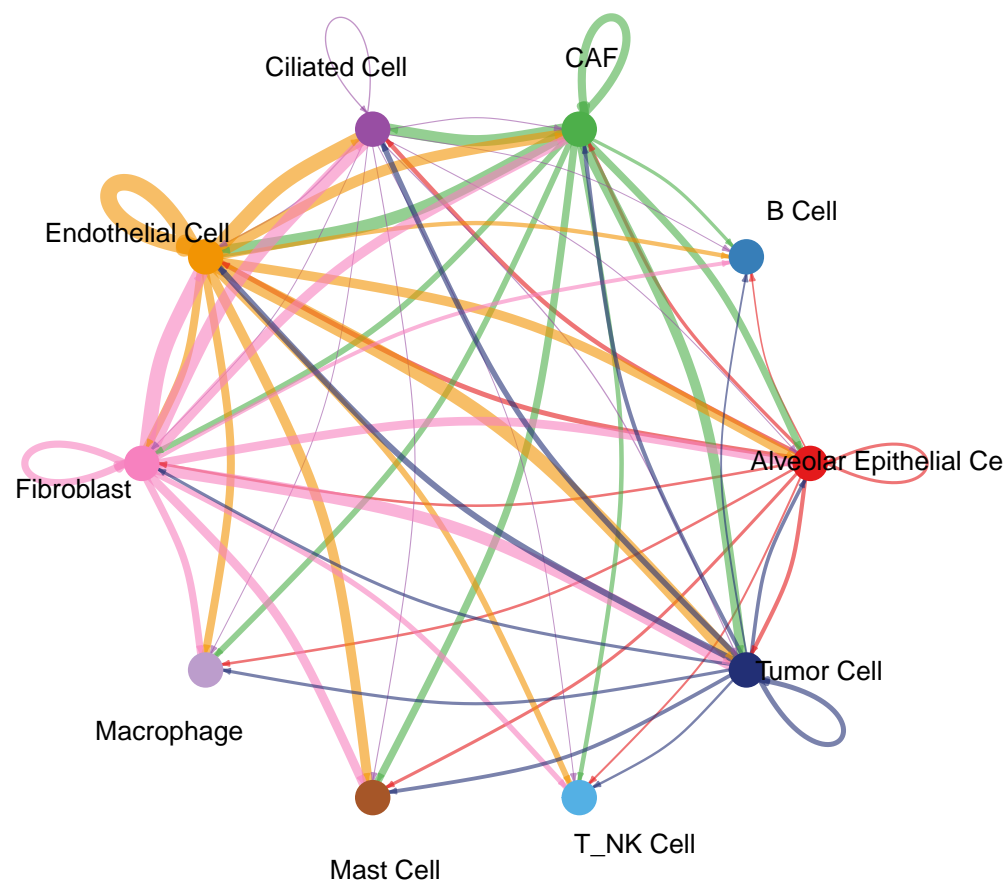 Ciliated Cell
CAF
B Cell
Endothelial Cell
Alveolar Epithelial Ce
Fibroblast
Tumor Cell
Macrophage
T_NK Cell
Mast Cell